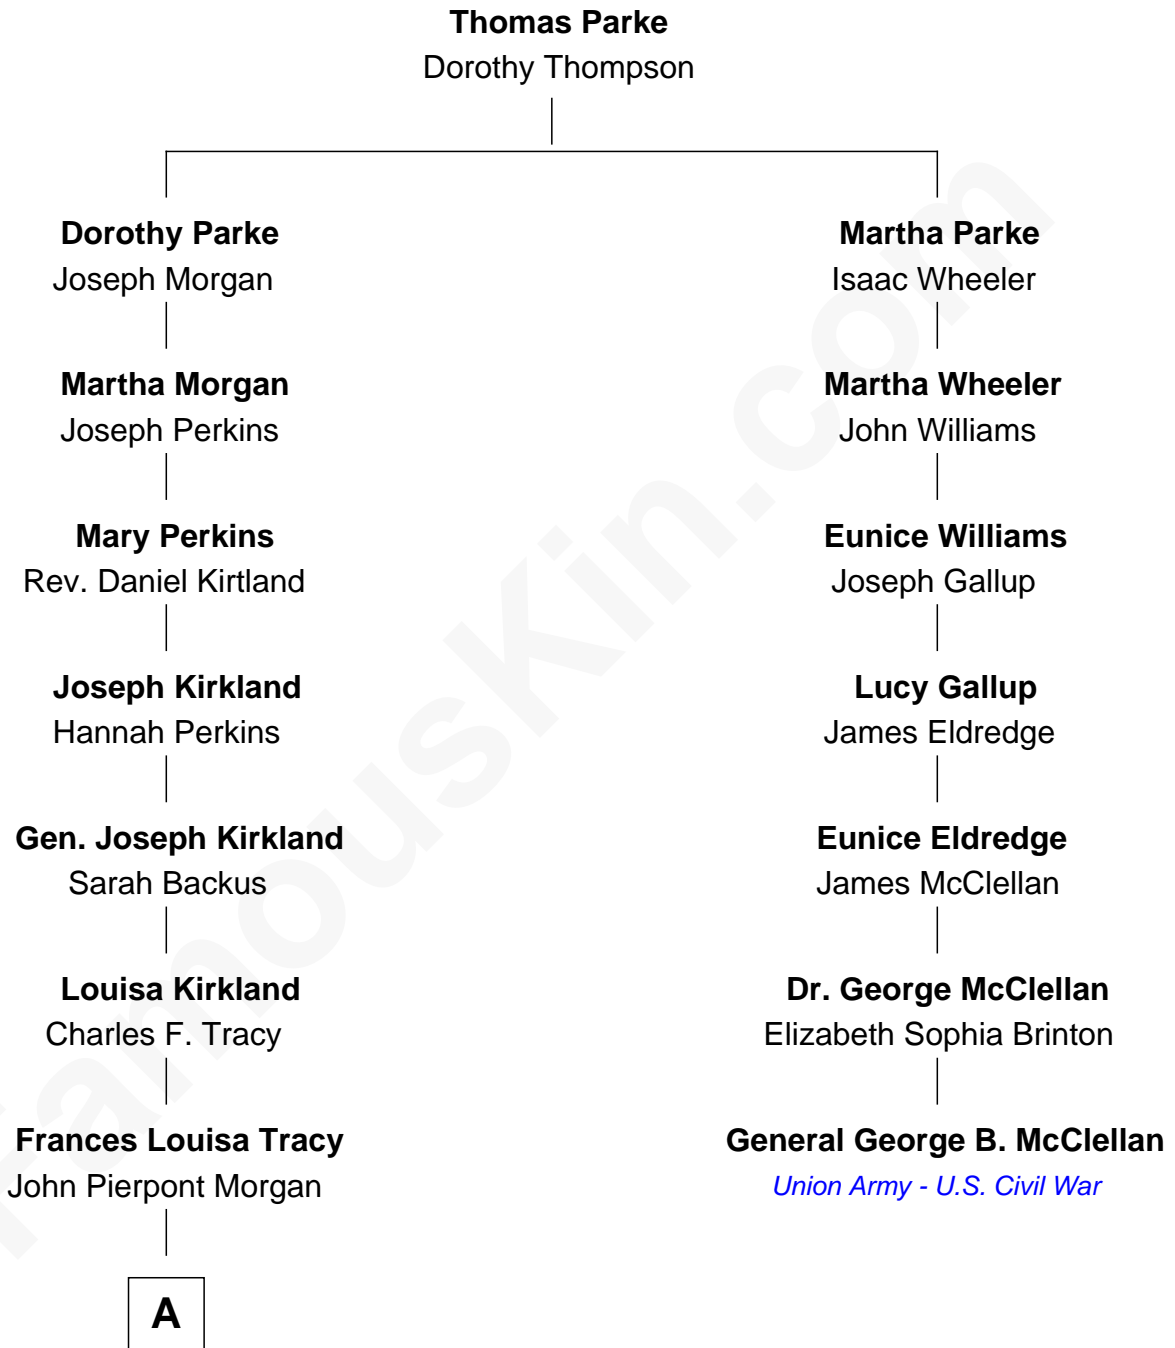 Thomas Parke
Dorothy Thompson
Dorothy Parke
Joseph Morgan
Martha Parke
Isaac Wheeler
Martha Morgan
Joseph Perkins
Martha Wheeler
John Williams
Mary Perkins
Rev. Daniel Kirtland
Eunice Williams
Joseph Gallup
Joseph Kirkland
Hannah Perkins
Lucy Gallup
James Eldredge
Gen. Joseph Kirkland
Sarah Backus
Eunice Eldredge
James McClellan
Louisa Kirkland
Charles F. Tracy
Dr. George McClellan
Elizabeth Sophia Brinton
Frances Louisa Tracy
John Pierpont Morgan
General George B. McClellan
Union Army - U.S. Civil War
A
FamousKin.com